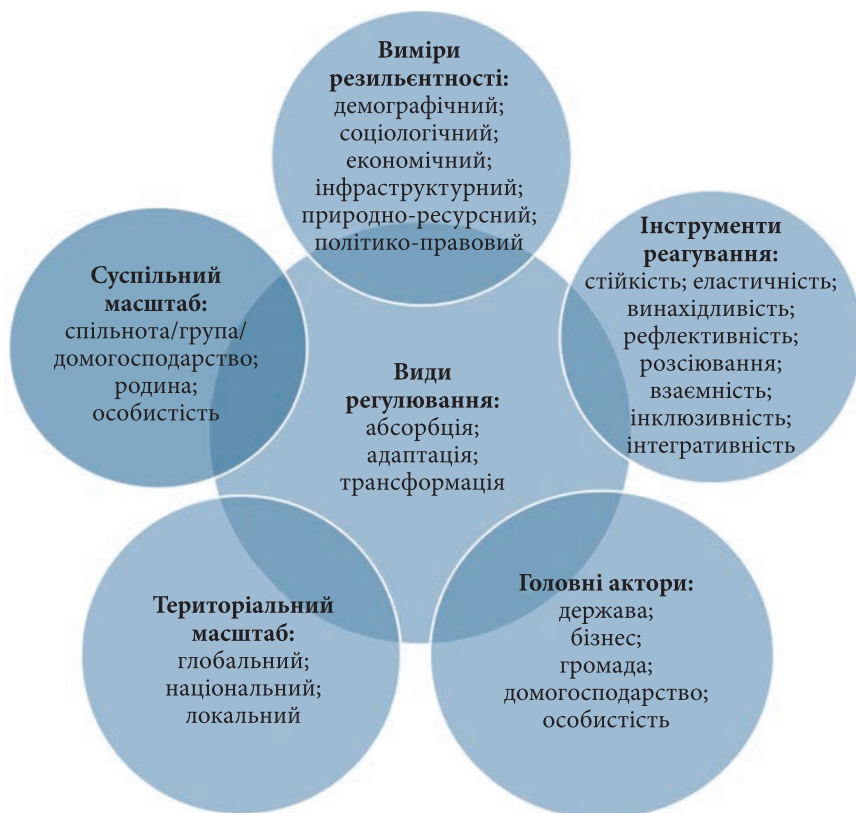 Виміри
резильєнтності:
демографічний;
соціологічний;
економічний;
інфраструктурний;
природно-ресурсний;
політико-правовий
Інструменти
реагування:
стійкість; еластичність;
винахідливість;
рефлективність;
розсіювання;
взаємність;
інклюзивність;
інтегративність
Суспільний
масштаб:
спільнота/група/
домогосподарство;
родина;
особистість
Види
регулювання:
абсорбція;
адаптація;
трансформація
Територіальний
масштаб:
глобальний;
національний;
локальний
Головні актори:
держава;
бізнес;
громада;
домогосподарство;
особистість